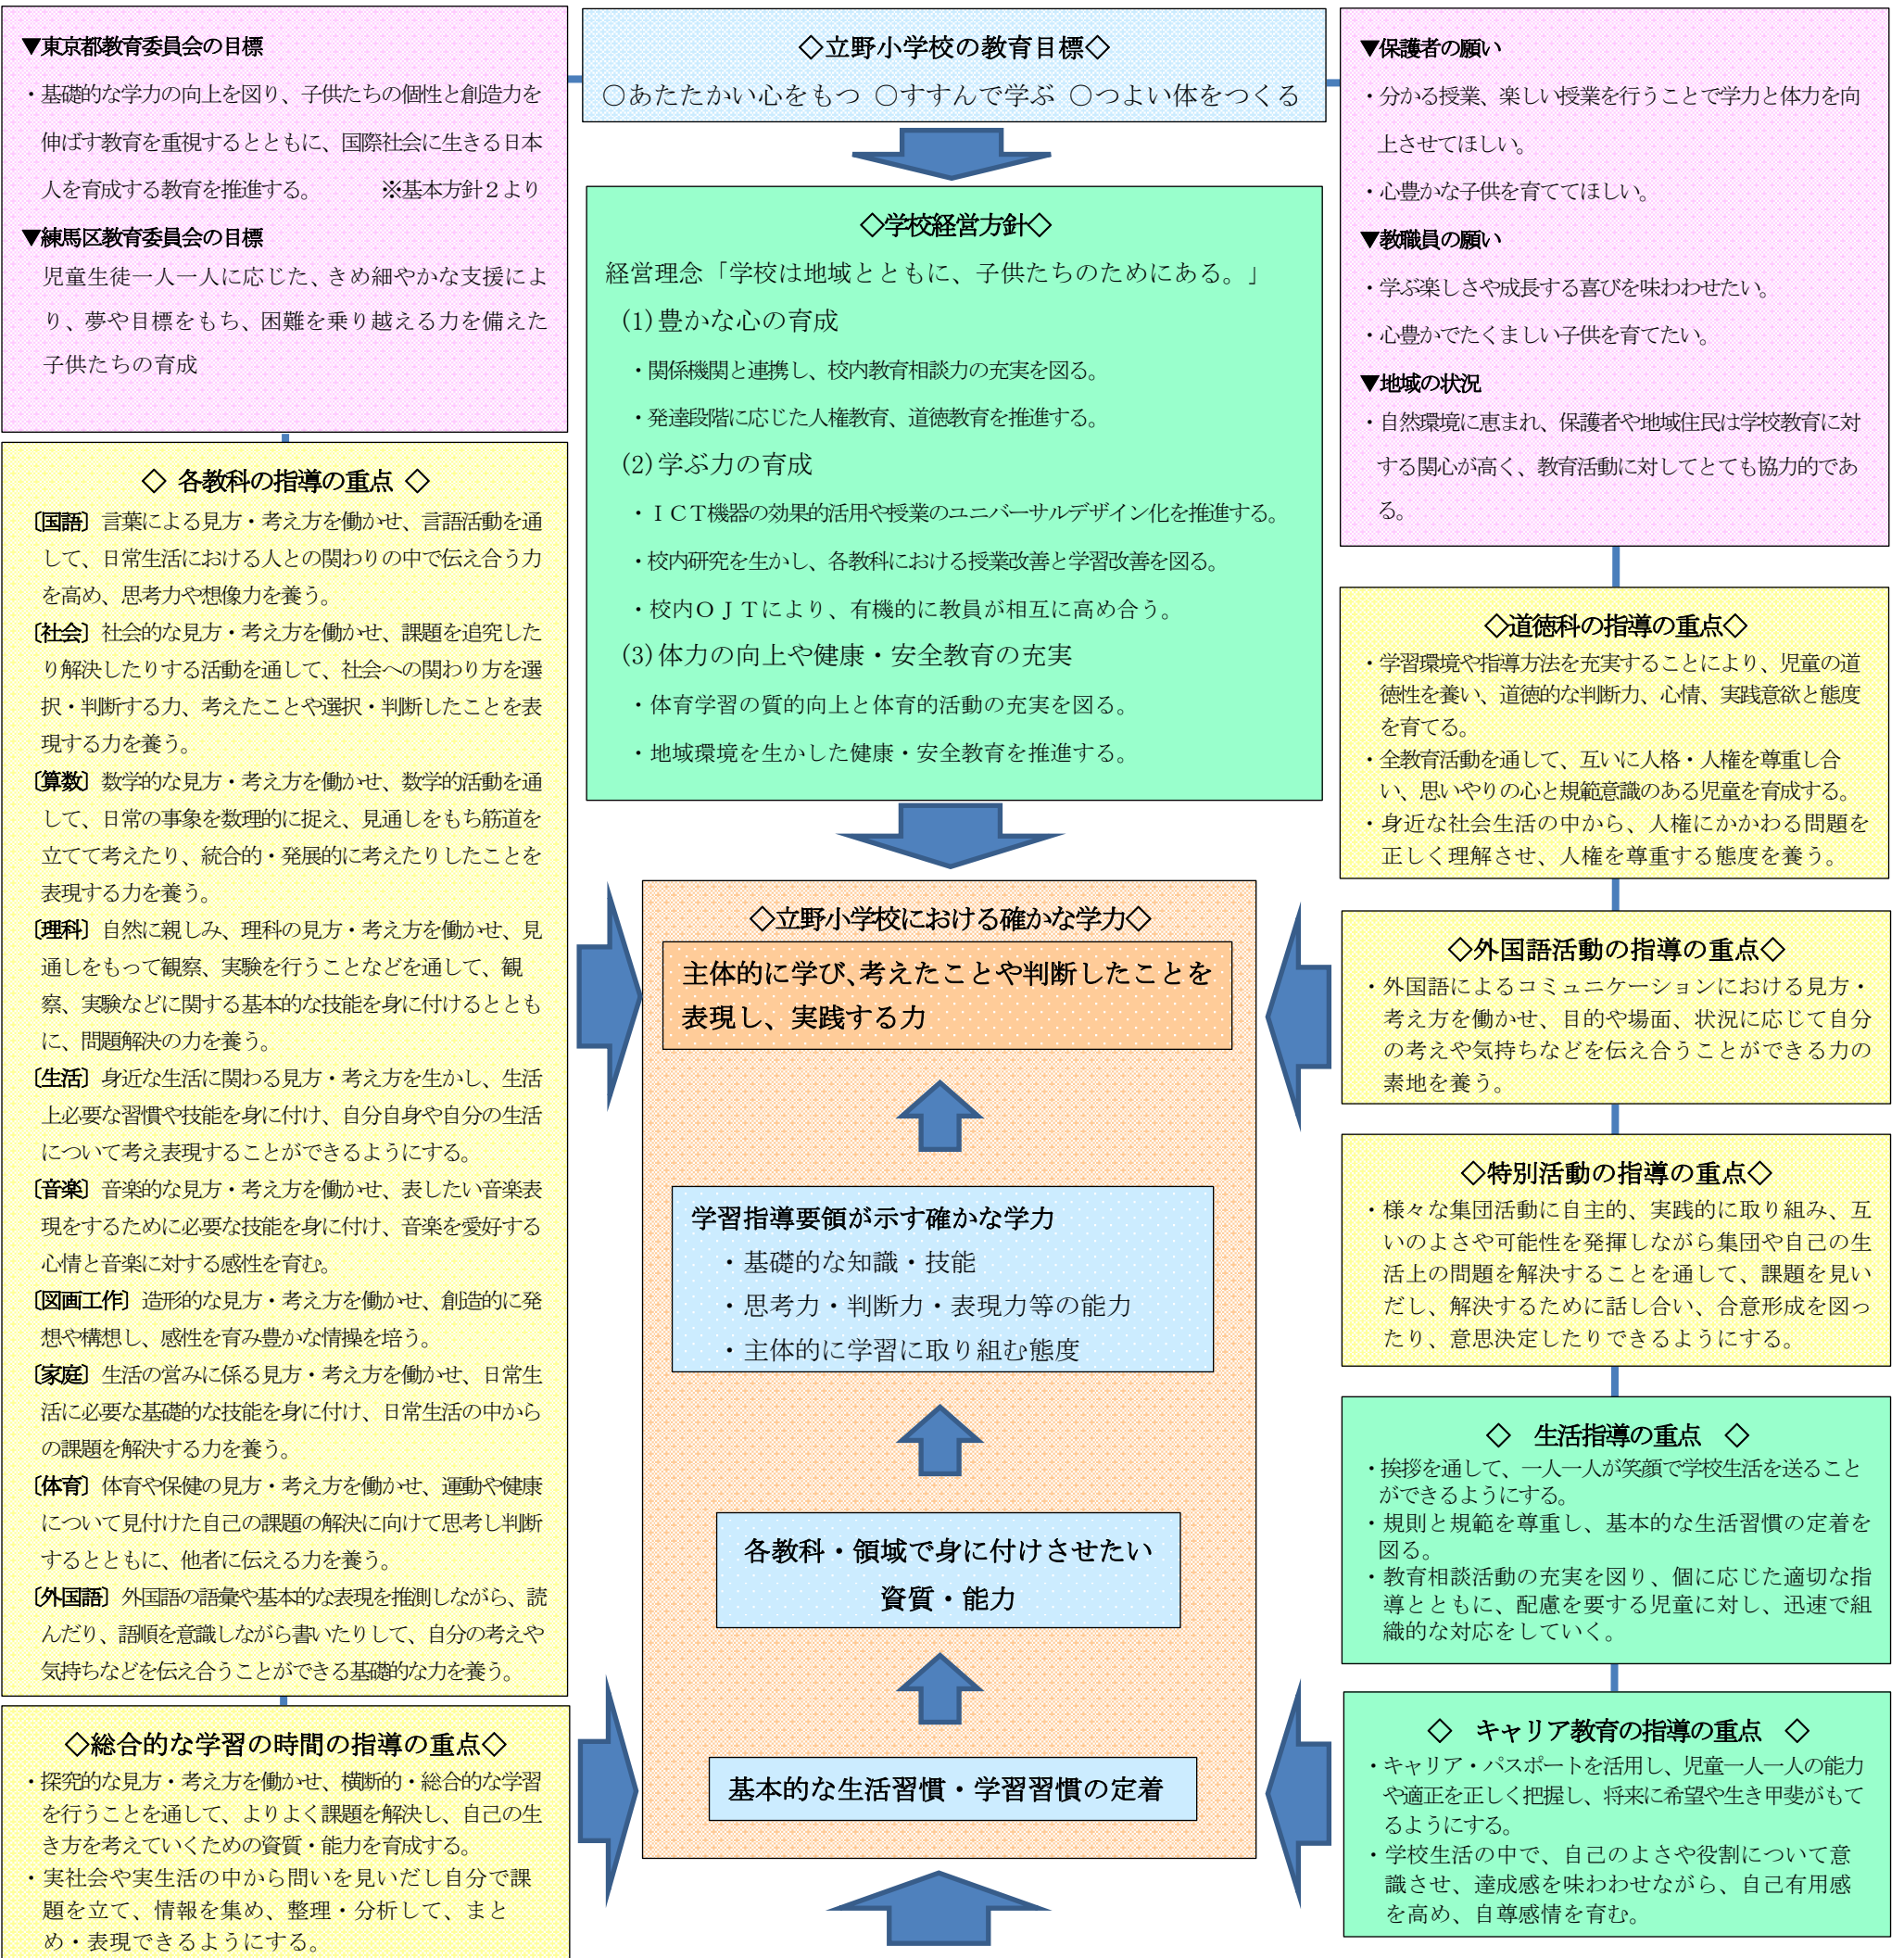 ▼東京都教育委員会の目標
・基礎的な学力の向上を図り、子供たちの個性と創造力を
伸ばす教育を重視するとともに、国際社会に生きる日本
人を育成する教育を推進する。　　　※基本方針２より
▼練馬区教育委員会の目標
児童生徒一人一人に応じた、きめ細やかな支援によ
り、夢や目標をもち、困難を乗り越える力を備えた
子供たちの育成
◇立野小学校の教育目標◇
○あたたかい心をもつ ○すすんで学ぶ ○つよい体をつくる
▼保護者の願い
・分かる授業、楽しい授業を行うことで学力と体力を向
上させてほしい。
・心豊かな子供を育ててほしい。
▼教職員の願い
・学ぶ楽しさや成長する喜びを味わわせたい。
・心豊かでたくましい子供を育てたい。
▼地域の状況
・自然環境に恵まれ、保護者や地域住民は学校教育に対
する関心が高く、教育活動に対してとても協力的であ
る。
◇学校経営方針◇
経営理念「学校は地域とともに、子供たちのためにある。」
(1)豊かな心の育成
・関係機関と連携し、校内教育相談力の充実を図る。
・発達段階に応じた人権教育、道徳教育を推進する。
(2)学ぶ力の育成
・ＩＣＴ機器の効果的活用や授業のユニバーサルデザイン化を推進する。
・校内研究を生かし、各教科における授業改善と学習改善を図る。
・校内ＯＪＴにより、有機的に教員が相互に高め合う。
(3)体力の向上や健康・安全教育の充実
・体育学習の質的向上と体育的活動の充実を図る。
・地域環境を生かした健康・安全教育を推進する。
◇ 各教科の指導の重点 ◇
〔国語〕言葉による見方・考え方を働かせ、言語活動を通
して、日常生活における人との関わりの中で伝え合う力
を高め、思考力や想像力を養う。
〔社会〕社会的な見方・考え方を働かせ、課題を追究した
り解決したりする活動を通して、社会への関わり方を選
択・判断する力、考えたことや選択・判断したことを表
現する力を養う。
〔算数〕数学的な見方・考え方を働かせ、数学的活動を通
して、日常の事象を数理的に捉え、見通しをもち筋道を
立てて考えたり、統合的・発展的に考えたりしたことを
表現する力を養う。
〔理科〕自然に親しみ、理科の見方・考え方を働かせ、見
通しをもって観察、実験を行うことなどを通して、観
察、実験などに関する基本的な技能を身に付けるととも
に、問題解決の力を養う。
〔生活〕身近な生活に関わる見方・考え方を生かし、生活
上必要な習慣や技能を身に付け、自分自身や自分の生活
について考え表現することができるようにする。
〔音楽〕音楽的な見方・考え方を働かせ、表したい音楽表
現をするために必要な技能を身に付け、音楽を愛好する
心情と音楽に対する感性を育む。
〔図画工作〕造形的な見方・考え方を働かせ、創造的に発
想や構想し、感性を育み豊かな情操を培う。
〔家庭〕生活の営みに係る見方・考え方を働かせ、日常生
活に必要な基礎的な技能を身に付け、日常生活の中から
の課題を解決する力を養う。
〔体育〕体育や保健の見方・考え方を働かせ、運動や健康
について見付けた自己の課題の解決に向けて思考し判断
するとともに、他者に伝える力を養う。
〔外国語〕外国語の語彙や基本的な表現を推測しながら、読
んだり、語順を意識しながら書いたりして、自分の考えや
気持ちなどを伝え合うことができる基礎的な力を養う。
◇総合的な学習の時間の指導の重点◇
・探究的な見方・考え方を働かせ、横断的・総合的な学習
を行うことを通して、よりよく課題を解決し、自己の生
き方を考えていくための資質・能力を育成する。
・実社会や実生活の中から問いを見いだし自分で課
題を立て、情報を集め、整理・分析して、まと
め・表現できるようにする。
◇立野小学校における確かな学力◇
主体的に学び、考えたことや判断したことを
表現し、実践する力
学習指導要領が示す確かな学力
・基礎的な知識・技能
・思考力・判断力・表現力等の能力
・主体的に学習に取り組む態度
各教科・領域で身に付けさせたい
資質・能力
基本的な生活習慣・学習習慣の定着
◇道徳科の指導の重点◇
・学習環境や指導方法を充実することにより、児童の道
徳性を養い、道徳的な判断力、心情、実践意欲と態度
を育てる。
・全教育活動を通して、互いに人格・人権を尊重し合
い、思いやりの心と規範意識のある児童を育成する。
・身近な社会生活の中から、人権にかかわる問題を
正しく理解させ、人権を尊重する態度を養う。
◇外国語活動の指導の重点◇
・外国語によるコミュニケーションにおける見方・
考え方を働かせ、目的や場面、状況に応じて自分
の考えや気持ちなどを伝え合うことができる力の
素地を養う。
◇特別活動の指導の重点◇
・様々な集団活動に自主的、実践的に取り組み、互
いのよさや可能性を発揮しながら集団や自己の生
活上の問題を解決することを通して、課題を見い
だし、解決するために話し合い、合意形成を図っ
たり、意思決定したりできるようにする。
◇　生活指導の重点　◇
・挨拶を通して、一人一人が笑顔で学校生活を送ること
ができるようにする。
・規則と規範を尊重し、基本的な生活習慣の定着を
図る。
・教育相談活動の充実を図り、個に応じた適切な指
導とともに、配慮を要する児童に対し、迅速で組
織的な対応をしていく。
◇　キャリア教育の指導の重点　◇
・キャリア・パスポートを活用し、児童一人一人の能力
や適正を正しく把握し、将来に希望や生き甲斐がもて
るようにする。
・学校生活の中で、自己のよさや役割について意
識させ、達成感を味わわせながら、自己有用感
を高め、自尊感情を育む。